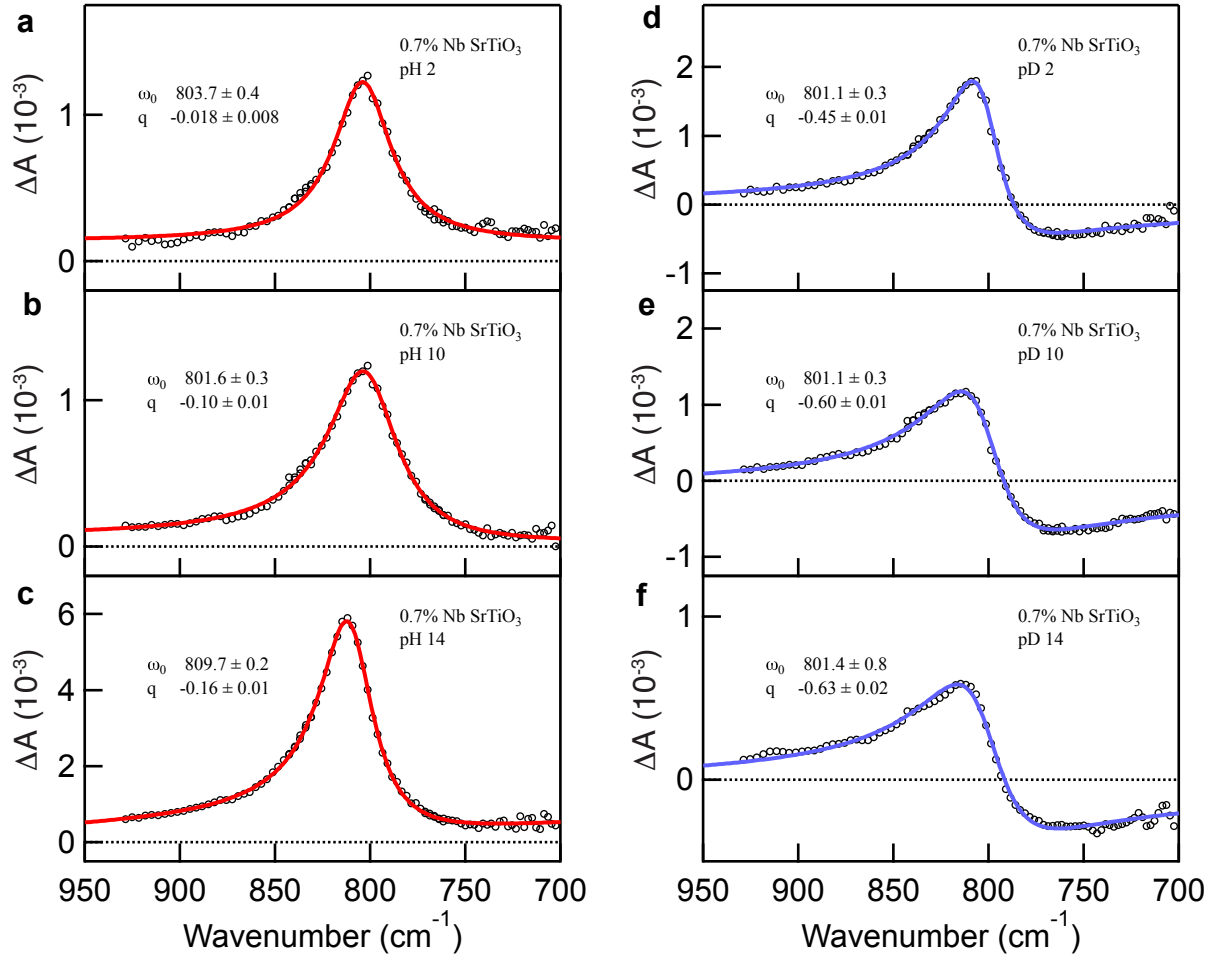 a
0.7% Nb SrTiO3
pH 2
ω0 803.7 ± 0.4
q -0.018 ± 0.008
ΔA (10-3)
1
0
b
0.7% Nb SrTiO3
pH 10
ω0 801.6 ± 0.3
q -0.10 ± 0.01
ΔA (10-3)
1
0
c
0.7% Nb SrTiO3
pH 14
ω0 809.7 ± 0.2
q -0.16 ± 0.01
ΔA (10-3)
6
4
2
0
950 900 850 800 750 700
Wavenumber (cm-1)
d
0.7% Nb SrTiO3
pD 2
ω0 801.1 ± 0.3
q -0.45 ± 0.01
ΔA (10-3)
2
1
0
-1
e
0.7% Nb SrTiO3
pD 10
ω0 801.1 ± 0.3
q -0.60 ± 0.01
ΔA (10-3)
2
1
0
-1
f
0.7% Nb SrTiO3
pD 14
ω0 801.4 ± 0.8
q -0.63 ± 0.02
ΔA (10-3)
1
0
950 900 850 800 750 700
Wavenumber (cm-1)